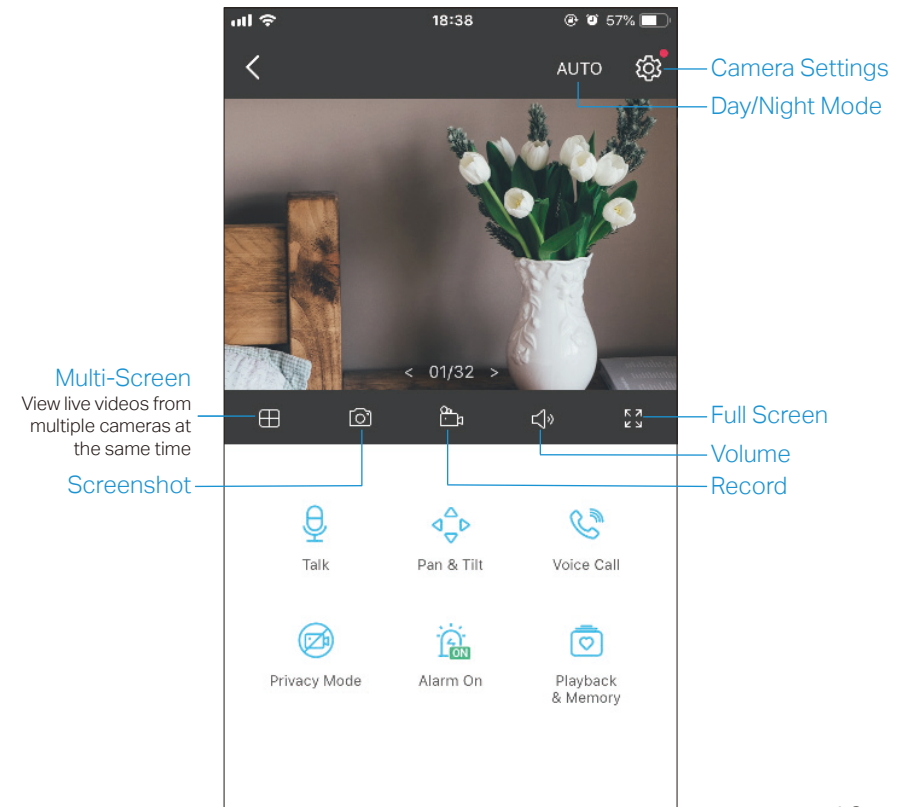 18:38
57%
AUTO
Camera Settings
Day/Night Mode
< 01/32 >
Multi-Screen
View live videos from
multiple cameras at
the same time
Full Screen
Volume
Screenshot
Record
Talk
Pan & Tilt
Voice Call
ON
Privacy Mode
Alarm On
Playback
& Memory